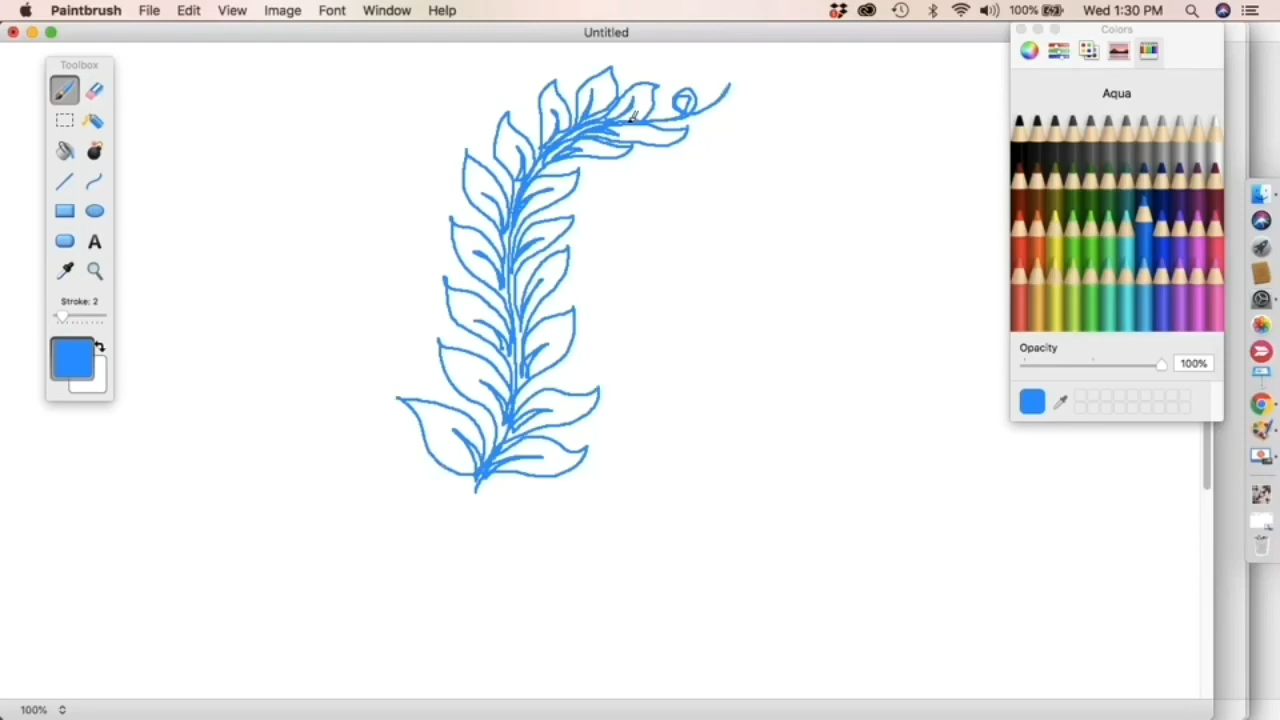 Paintbrush File Edit View Image Font Window Help 100% Wed 1:30 PM
Untitled
Colors
Toolbox
Aqua
A
Stroke: 2
Opacity
100%
100%